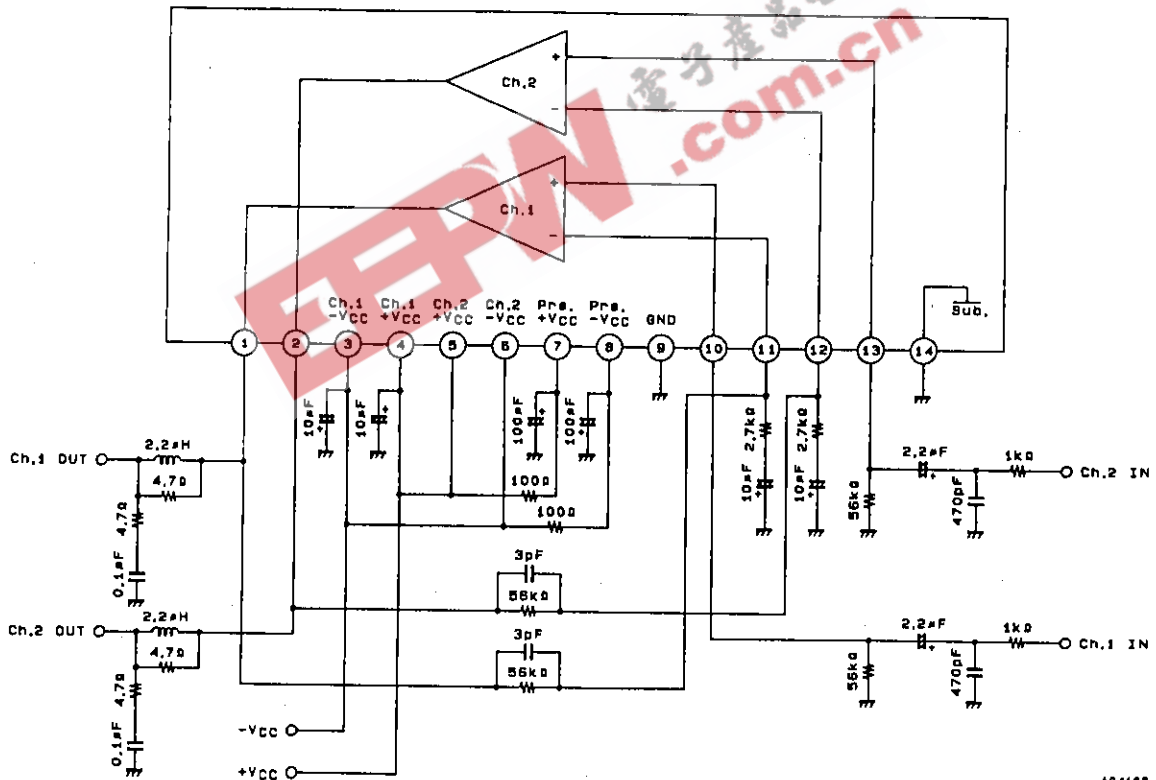 電子產品
EEPW
.com.cn
Ch.2
+
−
Ch.1
+
−
Ch.1 -VCC
Ch.1 +VCC
Ch.2 +VCC
Ch.2 -VCC
Pre. +VCC
Pre. -VCC
GND
Sub.
1 2 3 4 5 6 7 8 9 10 11 12 13 14
10μF
+
10μF
+
100μF
+
100μF
+
2.7kΩ
2.7kΩ
10μF
+
10μF
+
100Ω
100Ω
Ch.1 OUT
2.2μH
4.7Ω
4.7Ω
0.1μF
Ch.2 OUT
2.2μH
4.7Ω
4.7Ω
0.1μF
3pF
56kΩ
3pF
56kΩ
56kΩ
2.2μF
+
470pF
1kΩ
Ch.2 IN
56kΩ
2.2μF
+
470pF
1kΩ
Ch.1 IN
-VCC
+VCC